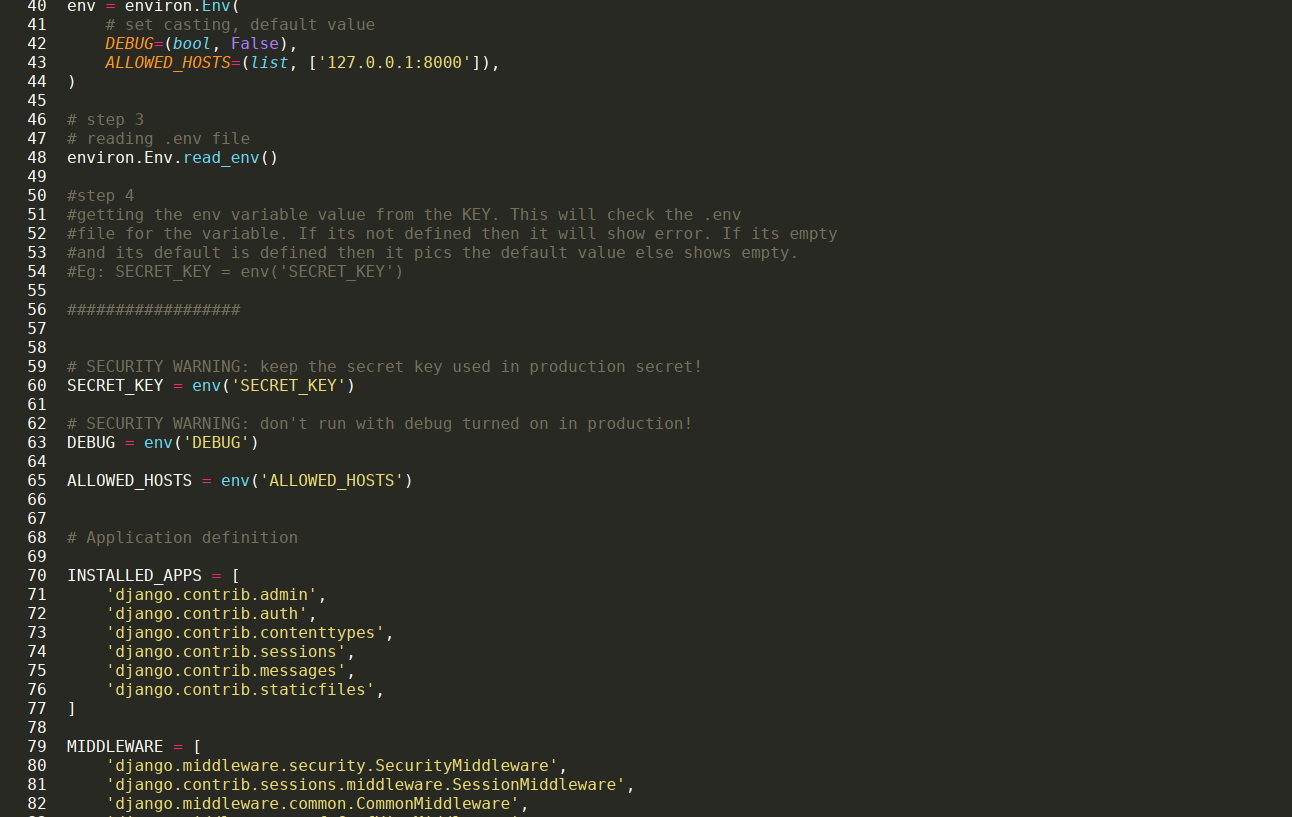 40 env = environ.Env(
41     # set casting, default value
42     DEBUG=(bool, False),
43     ALLOWED_HOSTS=(list, ['127.0.0.1:8000']),
44 )
45
46 # step 3
47 # reading .env file
48 environ.Env.read_env()
49
50 #step 4
51 #getting the env variable value from the KEY. This will check the .env
52 #file for the variable. If its not defined then it will show error. If its empty
53 #and its default is defined then it pics the default value else shows empty.
54 #Eg: SECRET_KEY = env('SECRET_KEY')
55
56 ##################
57
58
59 # SECURITY WARNING: keep the secret key used in production secret!
60 SECRET_KEY = env('SECRET_KEY')
61
62 # SECURITY WARNING: don't run with debug turned on in production!
63 DEBUG = env('DEBUG')
64
65 ALLOWED_HOSTS = env('ALLOWED_HOSTS')
66
67
68 # Application definition
69
70 INSTALLED_APPS = [
71     'django.contrib.admin',
72     'django.contrib.auth',
73     'django.contrib.contenttypes',
74     'django.contrib.sessions',
75     'django.contrib.messages',
76     'django.contrib.staticfiles',
77 ]
78
79 MIDDLEWARE = [
80     'django.middleware.security.SecurityMiddleware',
81     'django.contrib.sessions.middleware.SessionMiddleware',
82     'django.middleware.common.CommonMiddleware',